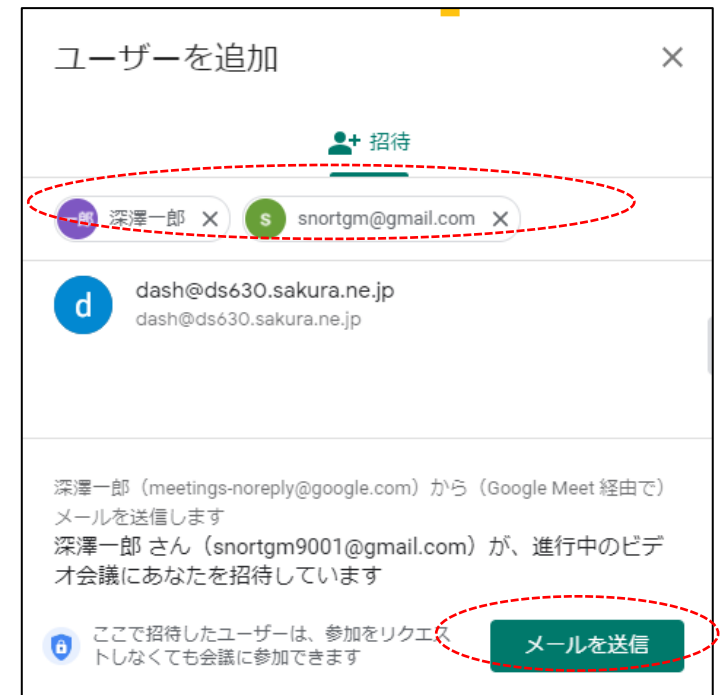 ユーザーを追加
招待
一郎 深澤一郎 s snortgm@gmail.com
d dash@ds630.sakura.ne.jp
dash@ds630.sakura.ne.jp
深澤一郎（meetings-noreply@google.com）から（Google Meet 経由で）
メールを送信します
深澤一郎 さん（snortgm9001@gmail.com）が、進行中のビデ
オ会議にあなたを招待しています
ここで招待したユーザーは、参加をリクエス
トしなくても会議に参加できます
メールを送信